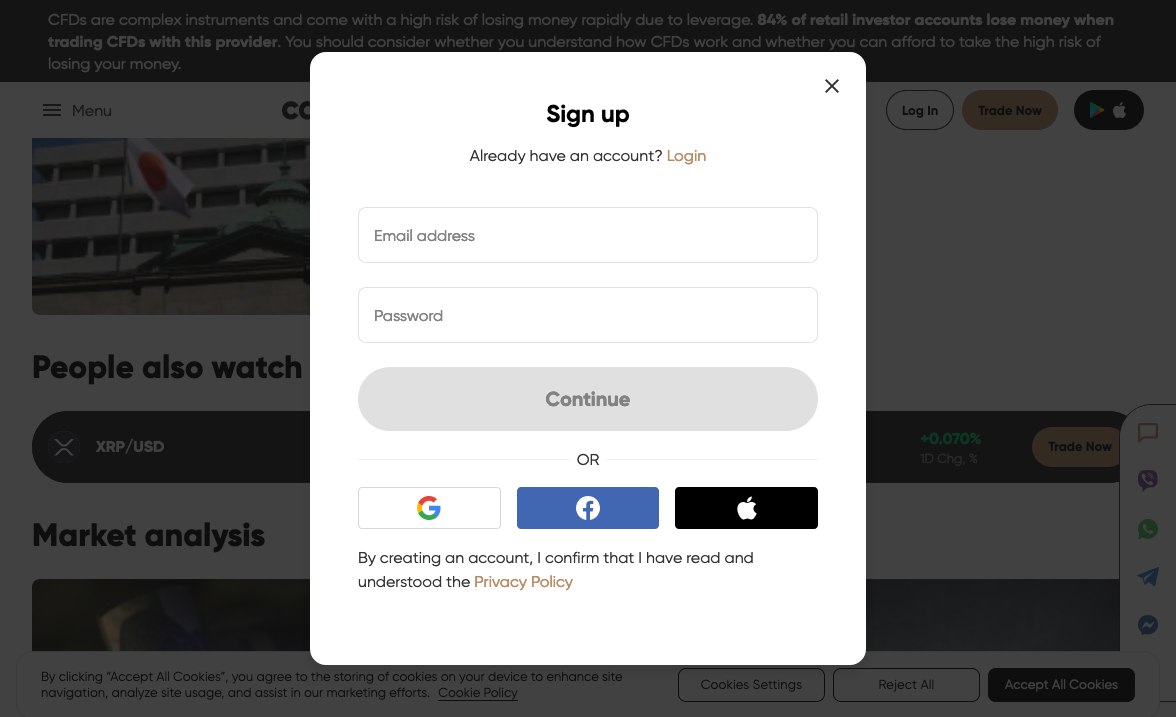 CFDs are complex instruments and come with a high risk of losing money rapidly due to leverage. 84% of retail investor accounts lose money when
trading CFDs with this provider. You should consider whether you understand how CFDs work and whether you can afford to take the high risk of
losing your money.
Menu
Log In
Trade Now
Sign up
Already have an account? Login
Email address
Password
Continue
OR
By creating an account, I confirm that I have read and
understood the Privacy Policy
People also watch
XRP/USD
+0.070%
1D Chg, %
Trade Now
Market analysis
By clicking "Accept All Cookies", you agree to the storing of cookies on your device to enhance site
navigation, analyze site usage, and assist in our marketing efforts. Cookie Policy
Cookies Settings
Reject All
Accept All Cookies